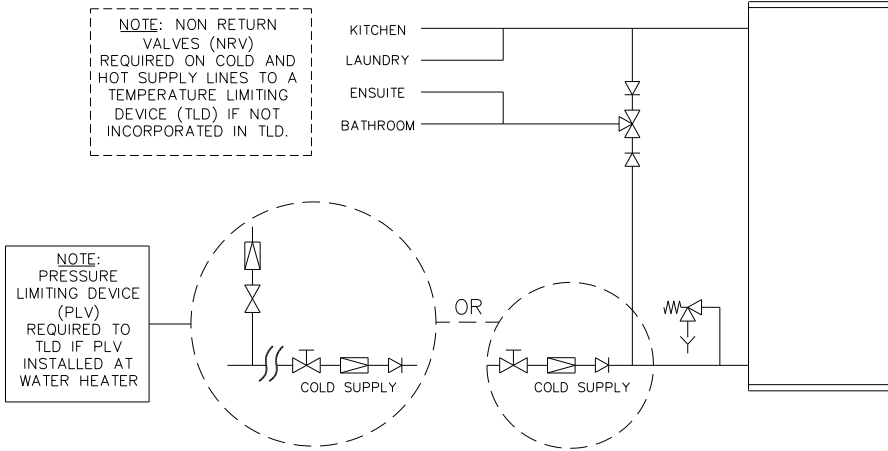 NOTE: NON RETURN
VALVES (NRV)
REQUIRED ON COLD AND
HOT SUPPLY LINES TO A
TEMPERATURE LIMITING
DEVICE (TLD) IF NOT
INCORPORATED IN TLD.
KITCHEN
LAUNDRY
ENSUITE
BATHROOM
NOTE:
PRESSURE
LIMITING DEVICE
(PLV)
REQUIRED TO
TLD IF PLV
INSTALLED AT
WATER HEATER
COLD SUPPLY
OR
COLD SUPPLY